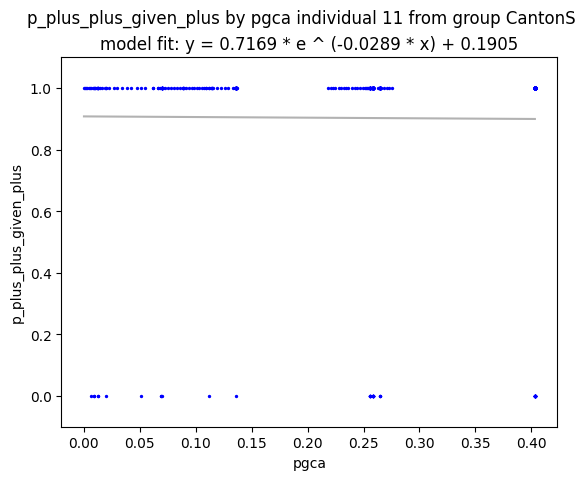 p_plus_plus_given_plus by pgca individual 11 from group CantonS
model fit: y = 0.7169 * e ^ (-0.0289 * x) + 0.1905
p_plus_plus_given_plus
1.0
0.8
0.6
0.4
0.2
0.0
0.00 0.05 0.10 0.15 0.20 0.25 0.30 0.35 0.40
pgca